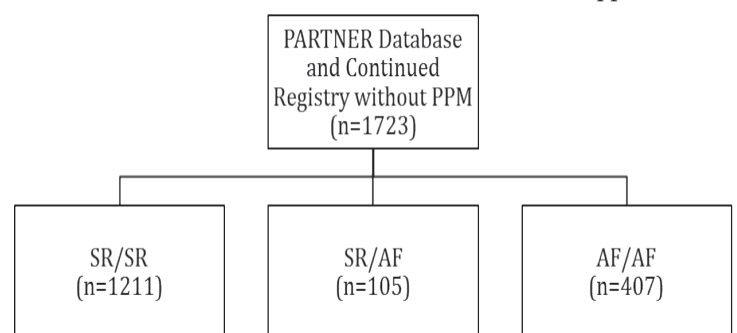 PARTNER Database
and Continued
Registry without PPM
(n=1723)
SR/SR
(n=1211)
SR/AF
(n=105)
AF/AF
(n=407)